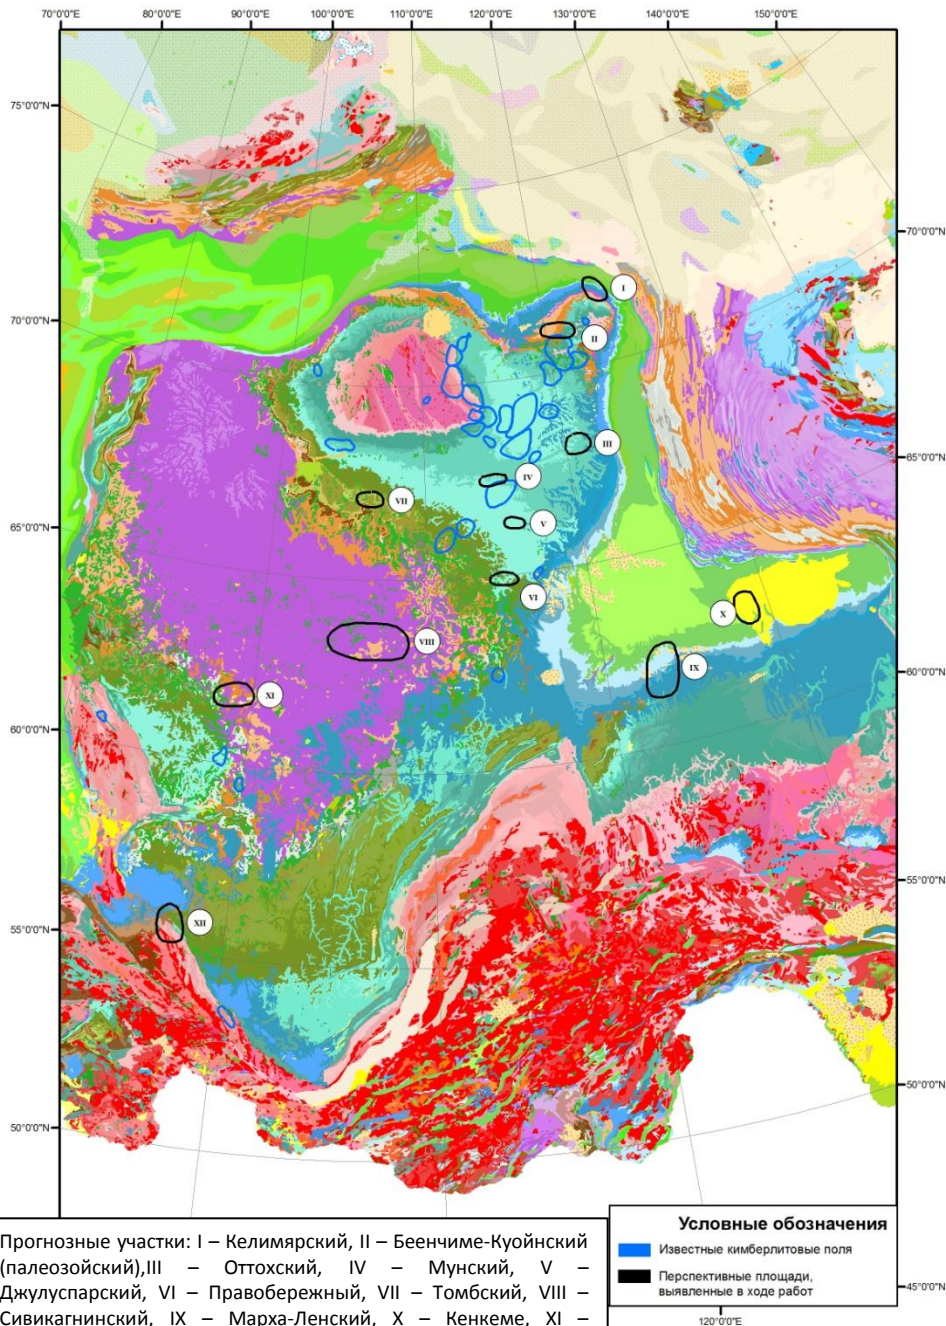 70°0'0"E 80°0'0"E 90°0'0"E 100°0'0"E 110°0'0"E 120°0'0"E 130°0'0"E 140°0'0"E 150°0'0"E
75°0'0"N
70°0'0"N
I
70°0'0"N
II
III
65°0'0"N
IV
VII
V
65°0'0"N
VI
X
VIII
IX
60°0'0"N
XI
60°0'0"N
55°0'0"N
XII
55°0'0"N
50°0'0"N
50°0'0"N
Условные обозначения
Известные кимберлитовые поля
Перспективные площади,
выявленные в ходе работ
45°0'0"N
120°0'0"E
Прогнозные участки: I – Келимярский, II – Беенчиме-Куойнский
(палеозойский),III – Оттохский, IV – Мунский, V –
Джулуспарский, VI – Правобережный, VII – Томбский, VIII –
Сивикагнинский, IX – Марха-Ленский, X – Кенкеме, XI –